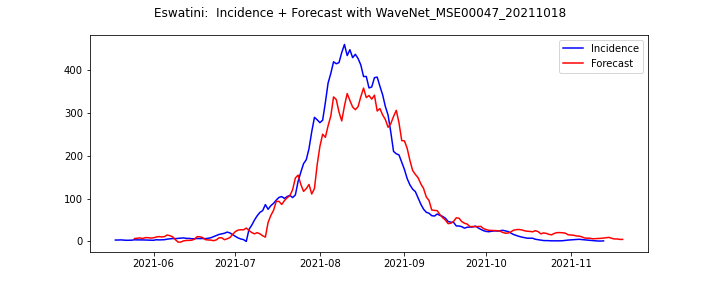 Eswatini:  Incidence + Forecast with WaveNet_MSE00047_20211018
Incidence
Forecast
400
300
200
100
0
2021-06 2021-07 2021-08 2021-09 2021-10 2021-11